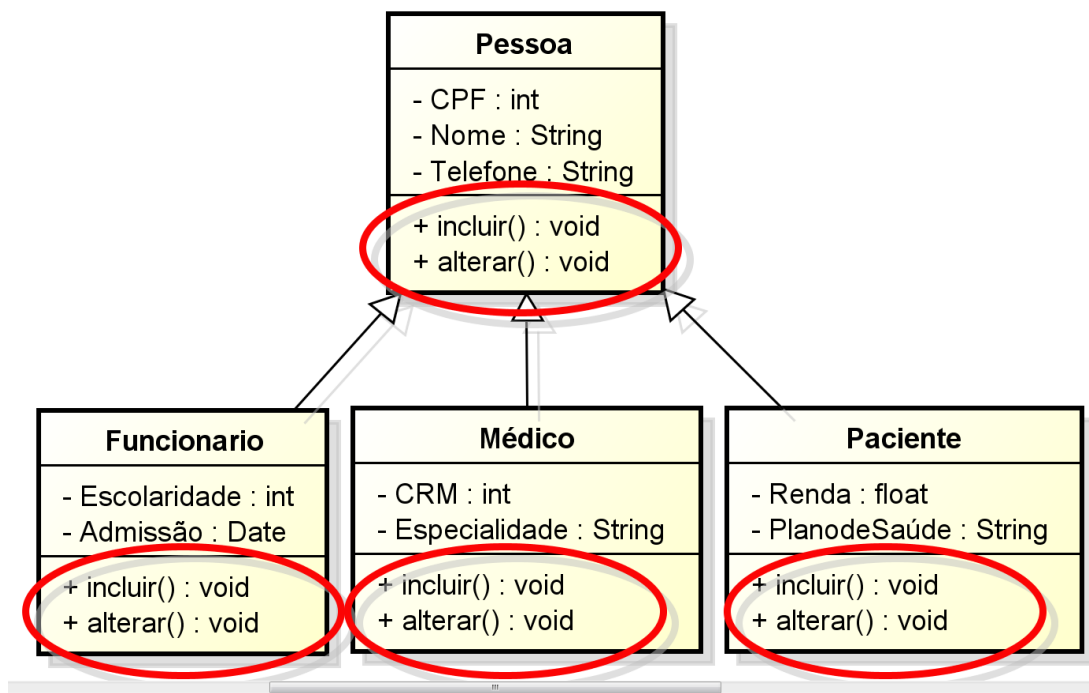 Pessoa
- CPF : int
- Nome : String
- Telefone : String
+ incluir() : void
+ alterar() : void
Funcionario
- Escolaridade : int
- Admissão : Date
+ incluir() : void
+ alterar() : void
Médico
- CRM : int
- Especialidade : String
+ incluir() : void
+ alterar() : void
Paciente
- Renda : float
- PlanodeSaúde : String
+ incluir() : void
+ alterar() : void